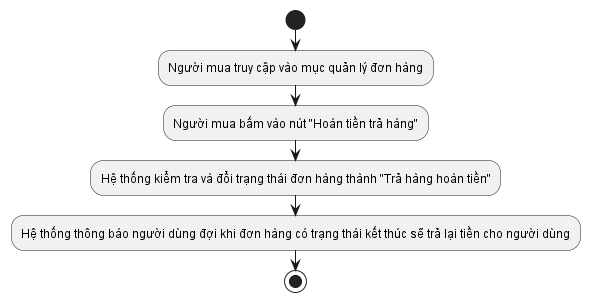 Người mua truy cập vào mục quản lý đơn hàng
Người mua bấm vào nút "Hoàn tiền trả hàng"
Hệ thống kiểm tra và đổi trạng thái đơn hàng thành "Trả hàng hoàn tiền"
Hệ thống thông báo người dùng đợi khi đơn hàng có trạng thái kết thúc sẽ trả lại tiền cho người dùng